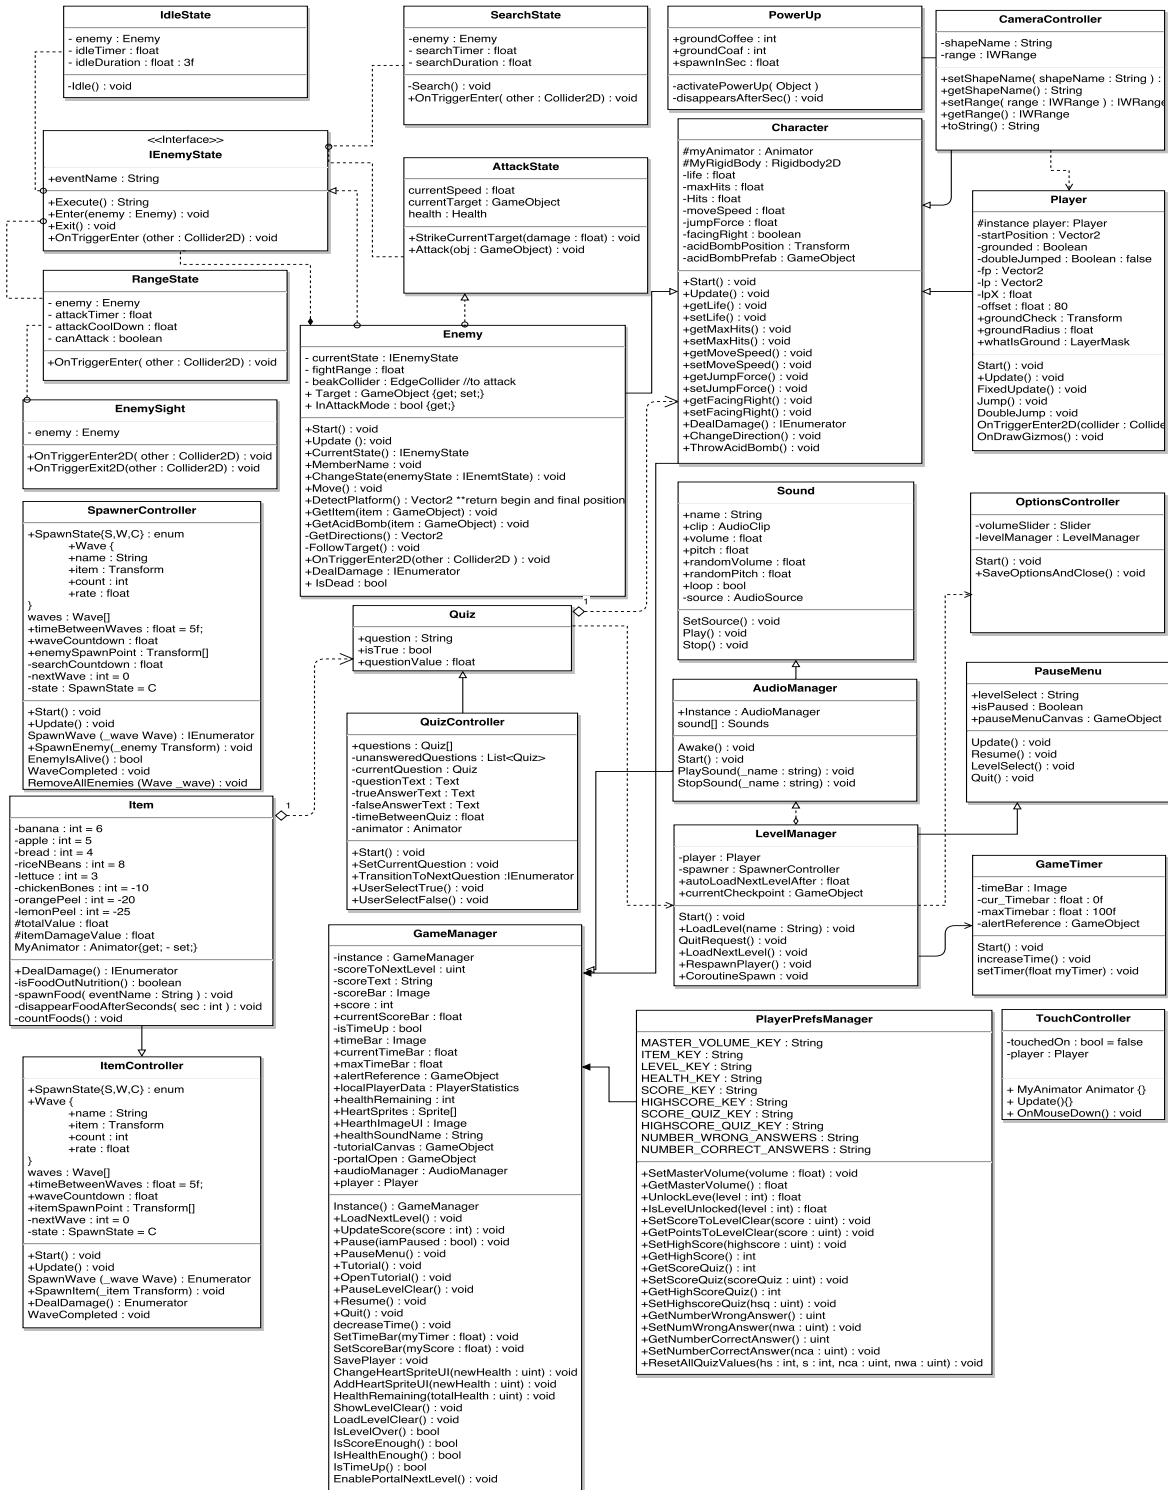 IdleState
- enemy : Enemy
- idleTimer : float
- idleDuration : float : 3f
-Idle() : void
SearchState
-enemy : Enemy
- searchTimer : float
- searchDuration : float
-Search() : void
+OnTriggerEnter( other : Collider2D) : void
PowerUp
+groundCoffee : int
+groundCoaf : int
+spawnInSec : float
-activatePowerUp( Object )
-disappearsAfterSec() : void
CameraController
-shapeName : String
-range : IWRange
+setShapeName( shapeName : String ) :
+getShapeName() : String
+setRange( range : IWRange ) : IWRange
+getRange() : IWRange
+toString() : String
<<Interface>>
IEnemyState
+eventName : String
+Execute() : String
+Enter(enemy : Enemy) : void
+Exit() : void
+OnTriggerEnter (other : Collider2D) : void
AttackState
currentSpeed : float
currentTarget : GameObject
health : Health
+StrikeCurrentTarget(damage : float) : void
+Attack(obj : GameObject) : void
Character
#myAnimator : Animator
#MyRigidBody : Rigidbody2D
-life : float
-maxHits : float
-Hits : float
-moveSpeed : float
-jumpForce : float
-facingRight : boolean
-acidBombPosition : Transform
-acidBombPrefab : GameObject
+Start() : void
+Update() : void
+getLife() : void
+setLife() : void
+getMaxHits() : void
+setMaxHits() : void
+getMoveSpeed() : void
+setMoveSpeed() : void
+getJumpForce() : void
+setJumpForce() : void
+getFacingRight() : void
+setFacingRight() : void
+DealDamage() : IEnumerator
+ChangeDirection() : void
+ThrowAcidBomb() : void
Player
#instance player: Player
-startPosition : Vector2
-grounded : Boolean
-doubleJumped : Boolean : false
-fp : Vector2
-lp : Vector2
-lpX : float
-offset : float : 80
+groundCheck : Transform
+groundRadius : float
+whatIsGround : LayerMask
Start() : void
+Update() : void
FixedUpdate() : void
Jump() : void
DoubleJump : void
OnTriggerEnter2D(collider : Collide
OnDrawGizmos() : void
RangeState
- enemy : Enemy
- attackTimer : float
- attackCoolDown : float
- canAttack : boolean
+OnTriggerEnter( other : Collider2D) : void
EnemySight
- enemy : Enemy
+OnTriggerEnter2D( other : Collider2D) : void
+OnTriggerExit2D(other : Collider2D) : void
Enemy
- currentState : IEnemyState
- fightRange : float
- beakCollider : EdgeCollider //to attack
+ Target : GameObject {get; set;}
+ InAttackMode : bool {get;}
+Start() : void
+Update (): void
+CurrentState() : IEnemyState
+MemberName : void
+ChangeState(enemyState : IEnemtState) : void
+Move() : void
+DetectPlatform() : Vector2 **return begin and final position
+GetItem(item : GameObject) : void
+GetAcidBomb(item : GameObject) : void
-GetDirections() : Vector2
-FollowTarget() : void
+OnTriggerEnter2D(other : Collider2D ) : void
+DealDamage : IEnumerator
+ IsDead : bool
SpawnerController
+SpawnState{S,W,C} : enum
+Wave {
+name : String
+item : Transform
+count : int
+rate : float
}
waves : Wave[]
+timeBetweenWaves : float = 5f;
+waveCountdown : float
+enemySpawnPoint : Transform[]
-searchCountdown : float
-nextWave : int = 0
-state : SpawnState = C
+Start() : void
+Update() : void
SpawnWave (_wave Wave) : IEnumerator
+SpawnEnemy(_enemy Transform) : void
EnemyIsAlive() : bool
WaveCompleted : void
RemoveAllEnemies (Wave _wave) : void
Sound
+name : String
+clip : AudioClip
+volume : float
+pitch : float
+randomVolume : float
+randomPitch : float
+loop : bool
-source : AudioSource
SetSource() : void
Play() : void
Stop() : void
OptionsController
-volumeSlider : Slider
-levelManager : LevelManager
Start() : void
+SaveOptionsAndClose() : void
1
Quiz
+question : String
+isTrue : bool
+questionValue : float
QuizController
+questions : Quiz[]
-unansweredQuestions : List<Quiz>
-currentQuestion : Quiz
-questionText : Text
-trueAnswerText : Text
-falseAnswerText : Text
-timeBetweenQuiz : float
-animator : Animator
+Start() : void
+SetCurrentQuestion : void
+TransitionToNextQuestion :IEnumerator
+UserSelectTrue() : void
+UserSelectFalse() : void
AudioManager
+Instance : AudioManager
sound[] : Sounds
Awake() : void
Start() : void
PlaySound(_name : string) : void
StopSound(_name : string) : void
PauseMenu
+levelSelect : String
+isPaused : Boolean
+pauseMenuCanvas : GameObject
Update() : void
Resume() : void
LevelSelect() : void
Quit() : void
Item
1
-banana : int = 6
-apple : int = 5
-bread : int = 4
-riceNBeans : int = 8
-lettuce : int = 3
-chickenBones : int = -10
-orangePeel : int = -20
-lemonPeel : int = -25
#totalValue : float
#itemDamageValue : float
MyAnimator : Animator{get; - set;}
+DealDamage() : IEnumerator
-isFoodOutNutrition() : boolean
-spawnFood( eventName : String ) : void
-disappearFoodAfterSeconds( sec : int ) : void
-countFoods() : void
LevelManager
-player : Player
-spawner : SpawnerController
+autoLoadNextLevelAfter : float
+currentCheckpoint : GameObject
Start() : void
+LoadLevel(name : String) : void
QuitRequest() : void
+LoadNextLevel() : void
+RespawnPlayer() : void
+CoroutineSpawn : void
GameTimer
-timeBar : Image
-cur_Timebar : float : 0f
-maxTimebar : float : 100f
-alertReference : GameObject
Start() : void
increaseTime() : void
setTimer(float myTimer) : void
GameManager
-instance : GameManager
-scoreToNextLevel : uint
-scoreText : String
-scoreBar : Image
+score : int
+currentScoreBar : float
-isTimeUp : bool
+timeBar : Image
+currentTimeBar : float
+maxTimeBar : float
+alertReference : GameObject
+localPlayerData : PlayerStatistics
+healthRemaining : int
+HeartSprites : Sprite[]
+HearthImageUI : Image
+healthSoundName : String
-tutorialCanvas : GameObject
-portalOpen : GameObject
+audioManager : AudioManager
+player : Player
Instance() : GameManager
+LoadNextLevel() : void
+UpdateScore(score : int) : void
+Pause(iamPaused : bool) : void
+PauseMenu() : void
+Tutorial() : void
+OpenTutorial() : void
+PauseLevelClear() : void
+Resume() : void
+Quit() : void
decreaseTime() : void
SetTimeBar(myTimer : float) : void
SetScoreBar(myScore : float) : void
SavePlayer : void
ChangeHeartSpriteUI(newHealth : uint) : void
AddHeartSpriteUI(newHealth : uint) : void
HealthRemaining(totalHealth : uint) : void
ShowLevelClear() : void
LoadLevelClear() : void
IsLevelOver() : bool
IsScoreEnough() : bool
IsHealthEnough() : bool
IsTimeUp() : bool
EnablePortalNextLevel() : void
PlayerPrefsManager
MASTER_VOLUME_KEY : String
ITEM_KEY : String
LEVEL_KEY : String
HEALTH_KEY : String
SCORE_KEY : String
HIGHSCORE_KEY : String
SCORE_QUIZ_KEY : String
HIGHSCORE_QUIZ_KEY : String
NUMBER_WRONG_ANSWERS : String
NUMBER_CORRECT_ANSWERS : String
+SetMasterVolume(volume : float) : void
+GetMasterVolume() : float
+UnlockLeve(level : int) : float
+IsLevelUnlocked(level : int) : float
+SetScoreToLevelClear(score : uint) : void
+GetPointsToLevelClear(score : uint) : void
+SetHighScore(highscore : uint) : void
+GetHighScore() : int
+GetScoreQuiz() : int
+SetScoreQuiz(scoreQuiz : uint) : void
+GetHighScoreQuiz() : int
+SetHighscoreQuiz(hsq : uint) : void
+GetNumberWrongAnswer() : uint
+SetNumWrongAnswer(nwa : uint) : void
+GetNumberCorrectAnswer() : uint
+SetNumberCorrectAnswer(nca : uint) : void
+ResetAllQuizValues(hs : int, s : int, nca : uint, nwa : uint) : void
TouchController
-touchedOn : bool = false
-player : Player
+ MyAnimator Animator {}
+ Update(){}
+ OnMouseDown() : void
ItemController
+SpawnState{S,W,C} : enum
+Wave {
+name : String
+item : Transform
+count : int
+rate : float
}
waves : Wave[]
+timeBetweenWaves : float = 5f;
+waveCountdown : float
+itemSpawnPoint : Transform[]
-nextWave : int = 0
-state : SpawnState = C
+Start() : void
+Update() : void
SpawnWave (_wave Wave) : Enumerator
+SpawnItem(_item Transform) : void
+DealDamage() : Enumerator
WaveCompleted : void